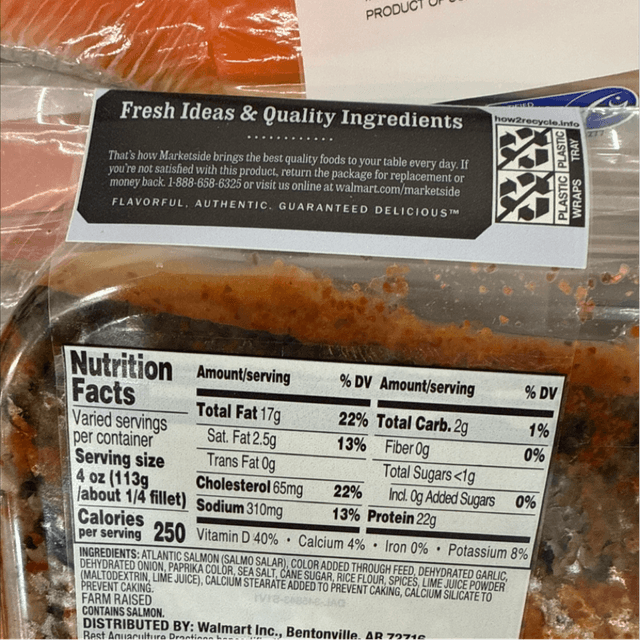 PRODUCT OF
Fresh Ideas & Quality Ingredients
That's how Marketside brings the best quality foods to your table every day. If
you're not satisfied with this product, return the package for replacement or
money back. 1-888-658-6325 or visit us online at walmart.com/marketside
FLAVORFUL. AUTHENTIC. GUARANTEED DELICIOUS™
how2recycle.info
PLASTIC WRAPS
PLASTIC TRAY
Nutrition
Facts
Varied servings
per container
Serving size
4 oz (113g
/about 1/4 fillet)
Calories
per serving 250
Amount/serving % DV
Total Fat 17g 22%
Sat. Fat 2.5g 13%
Trans Fat 0g
Cholesterol 65mg 22%
Sodium 310mg 13%
Amount/serving % DV
Total Carb. 2g 1%
Fiber 0g 0%
Total Sugars <1g
Incl. 0g Added Sugars 0%
Protein 22g
Vitamin D 40% • Calcium 4% • Iron 0% • Potassium 8%
INGREDIENTS: ATLANTIC SALMON (SALMO SALAR), COLOR ADDED THROUGH FEED, DEHYDRATED GARLIC,
DEHYDRATED ONION, PAPRIKA COLOR, SEA SALT, CANE SUGAR, RICE FLOUR, SPICES, LIME JUICE POWDER
(MALTODEXTRIN, LIME JUICE), CALCIUM STEARATE ADDED TO PREVENT CAKING, CALCIUM SILICATE TO
PREVENT CAKING.
FARM RAISED
CONTAINS SALMON.
DISTRIBUTED BY: Walmart Inc., Bentonville, AR 72716
Best Aquaculture Practices